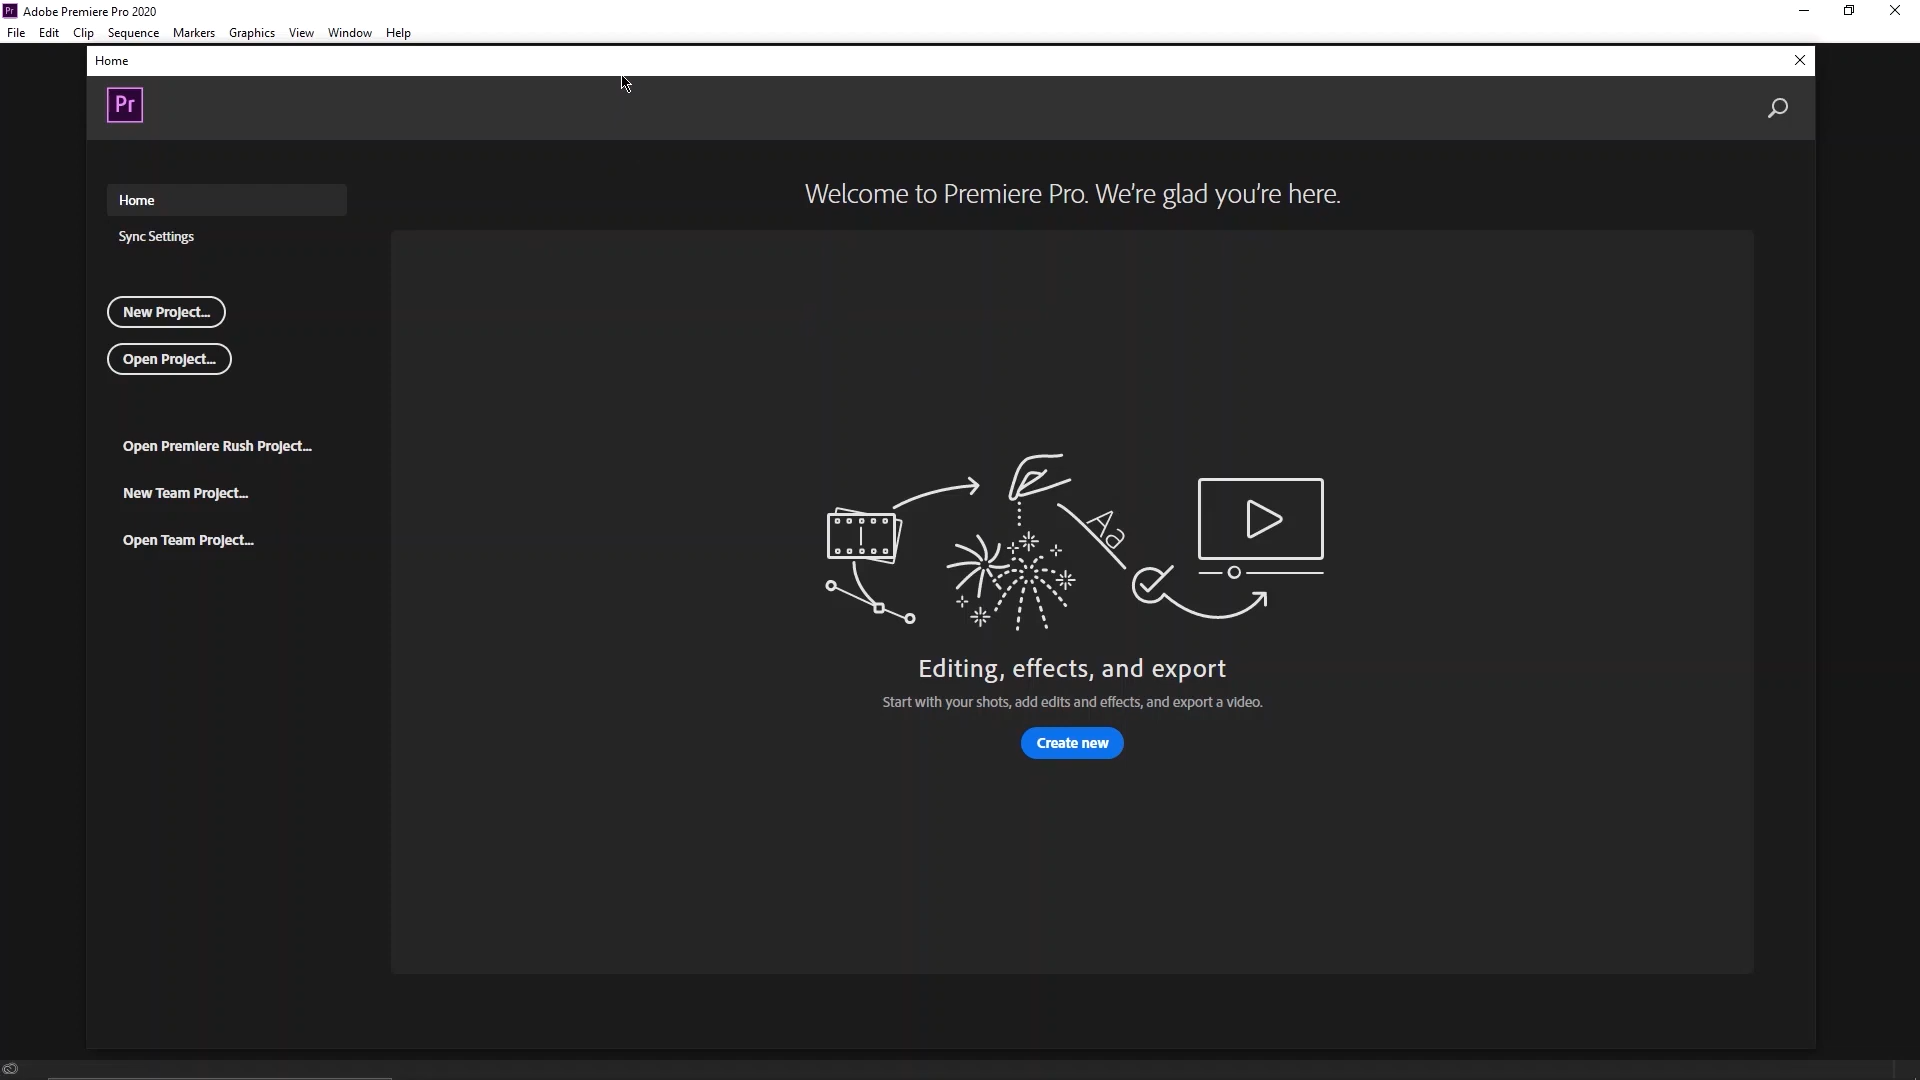 Pr Adobe Premiere Pro 2020
File Edit Clip Sequence Markers Graphics View Window Help
Home
Pr
Home
Sync Settings
New Project...
Open Project...
Open Premiere Rush Project...
New Team Project...
Open Team Project...
Welcome to Premiere Pro. We're glad you're here.
Aa
Editing, effects, and export
Start with your shots, add edits and effects, and export a video.
Create new